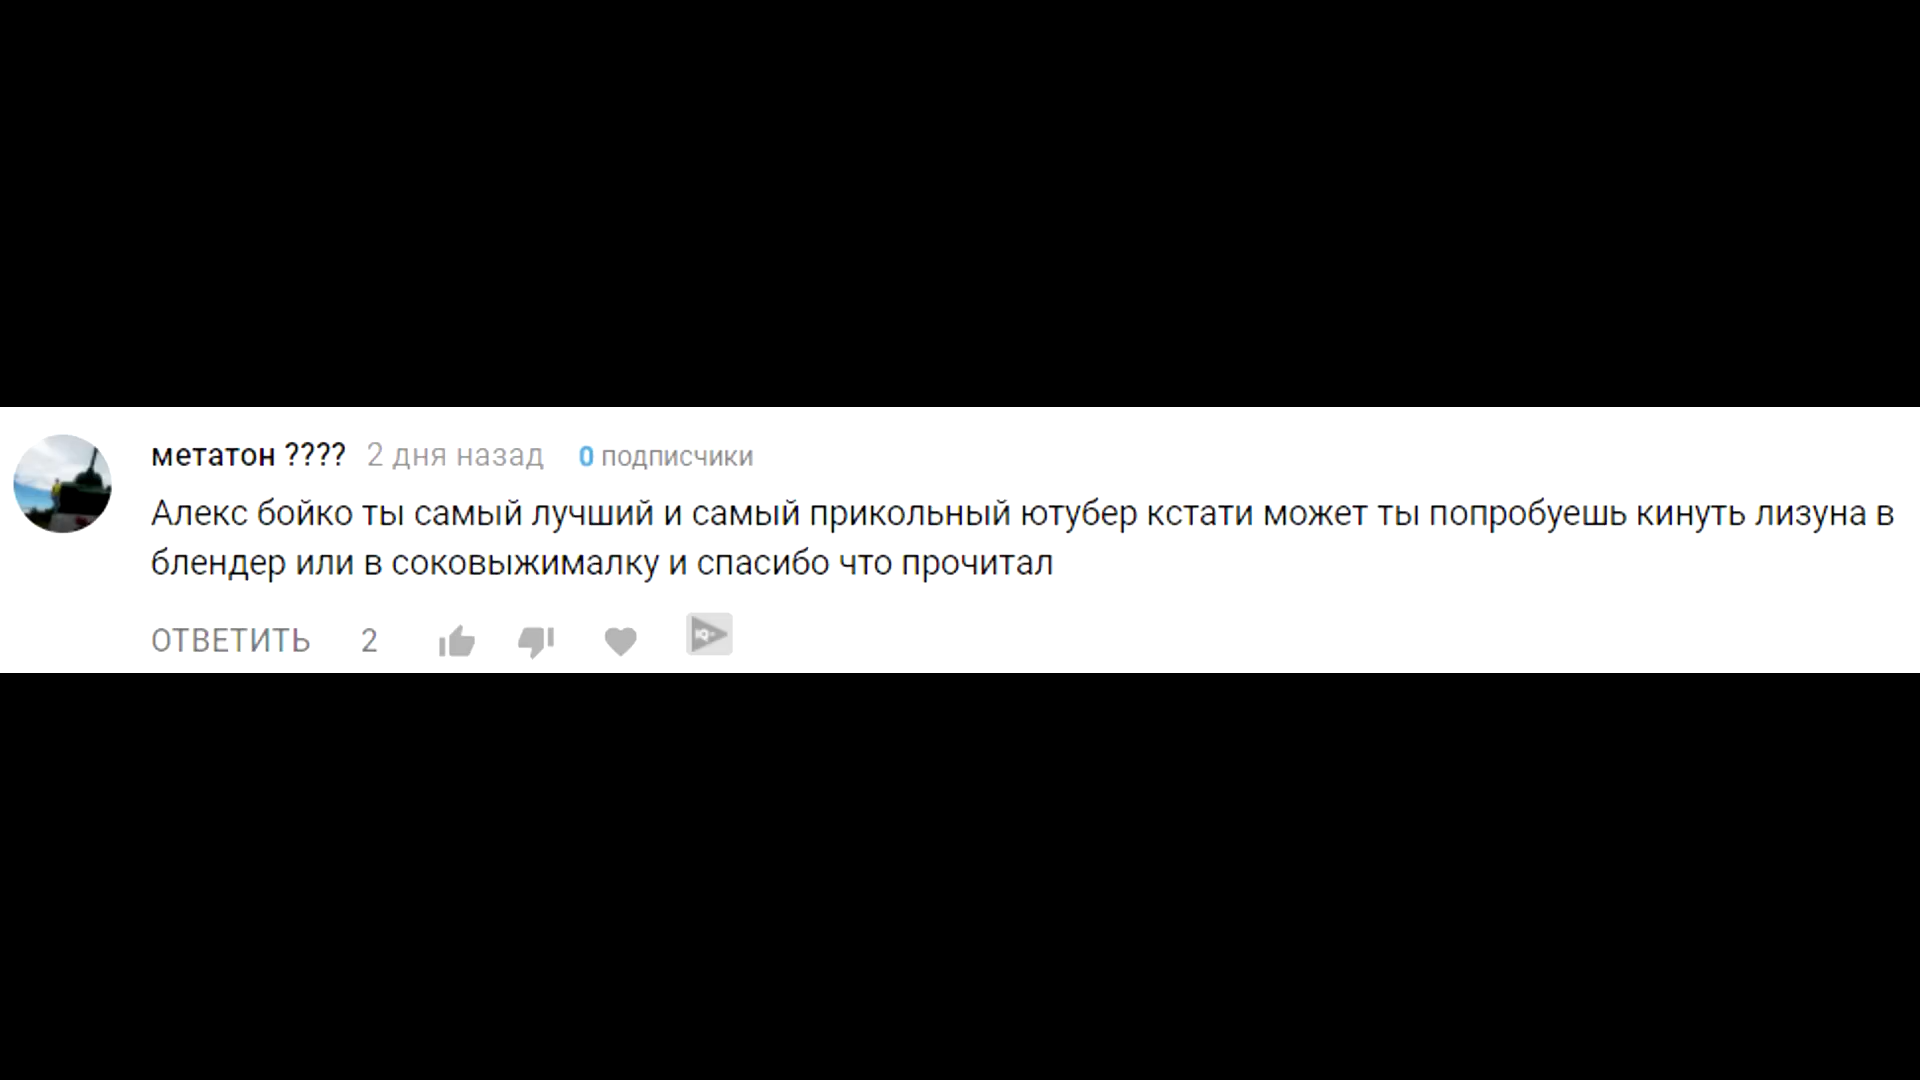 метатон ???? 2 дня назад 0 подписчики
Алекс бойко ты самый лучший и самый прикольный ютубер кстати может ты попробуешь кинуть лизуна в
блендер или в соковыжималку и спасибо что прочитал
ОТВЕТИТЬ 2